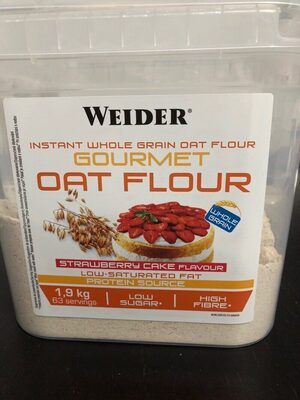 WEIDER®
INSTANT WHOLE GRAIN OAT FLOUR
GOURMET
OAT FLOUR
WHOLE
GRAIN
STRAWBERRY CAKE FLAVOUR
LOW-SATURATED FAT
PROTEIN SOURCE
1,9 kg
63 servings
LOW
SUGAR*
HIGH
FIBRE*